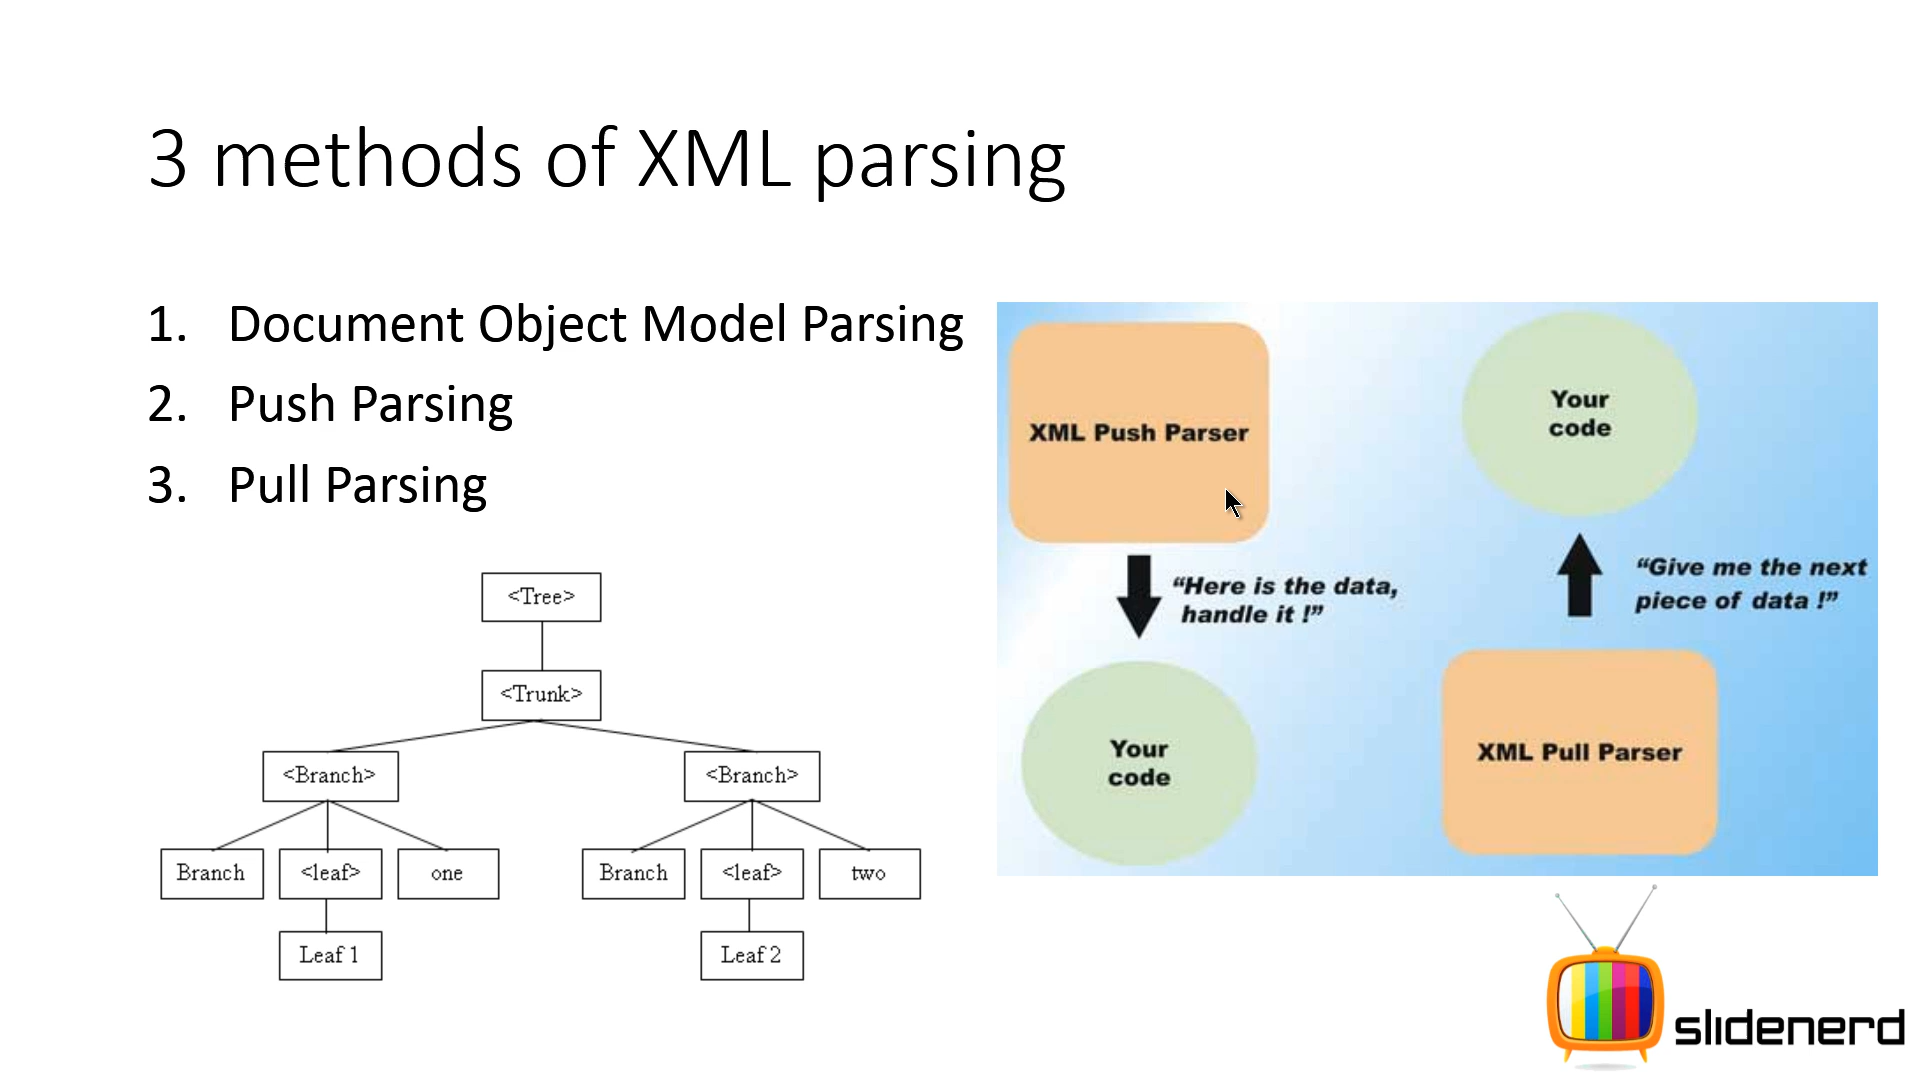 3 methods of XML parsing
1. Document Object Model Parsing
2. Push Parsing
3. Pull Parsing
<Tree>
<Trunk>
<Branch>
<Branch>
Branch
<leaf>
one
Branch
<leaf>
two
Leaf 1
Leaf 2
XML Push Parser
"Here is the data,
handle it !"
Your
code
Your
code
"Give me the next
piece of data !"
XML Pull Parser
slidenerd